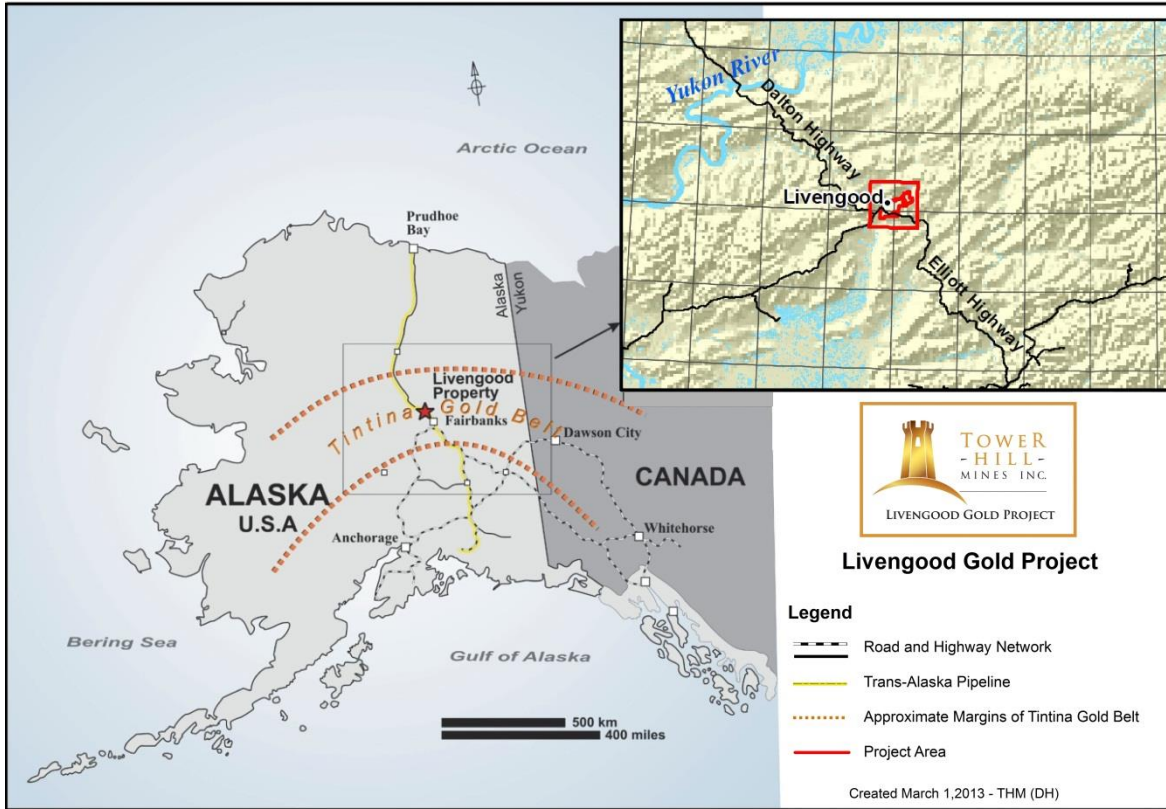 Arctic Ocean
Prudhoe
Bay
Alaska
Yukon
Livengood
Property
Tintina Gold Belt
Fairbanks
Dawson City
ALASKA
U.S.A
CANADA
Anchorage
Whitehorse
Bering Sea
Gulf of Alaska
500 km
400 miles
Yukon River
Dalton Highway
Livengood
Elliott Highway
TOWER
HILL
MINES INC.
LIVENGOOD GOLD PROJECT
Livengood Gold Project
Legend
Road and Highway Network
Trans-Alaska Pipeline
Approximate Margins of Tintina Gold Belt
Project Area
Created March 1,2013 - THM (DH)